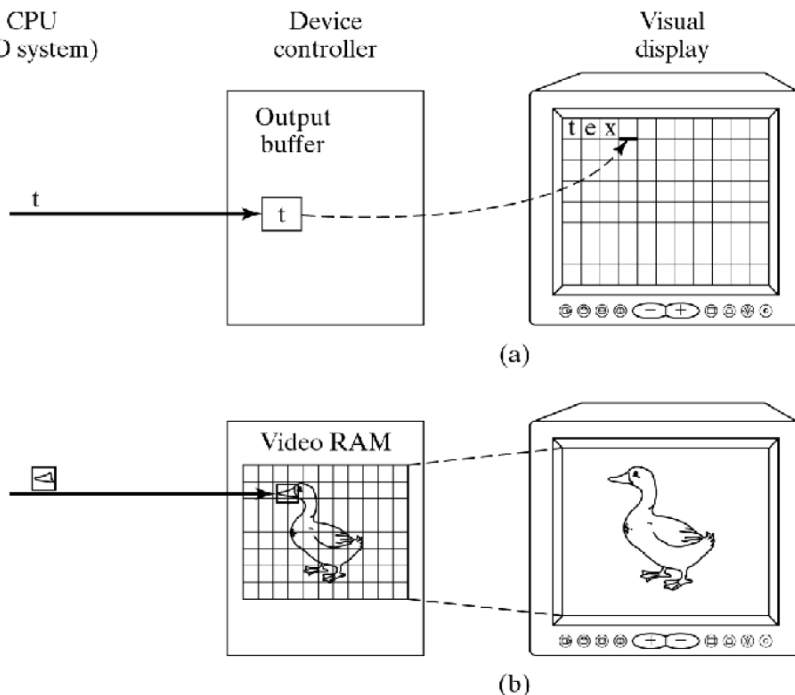 CPU
Device
Visual
O system)
controller
display
Output
buffer
t
t
t e x
− +
(a)
Video RAM
+ −
(b)